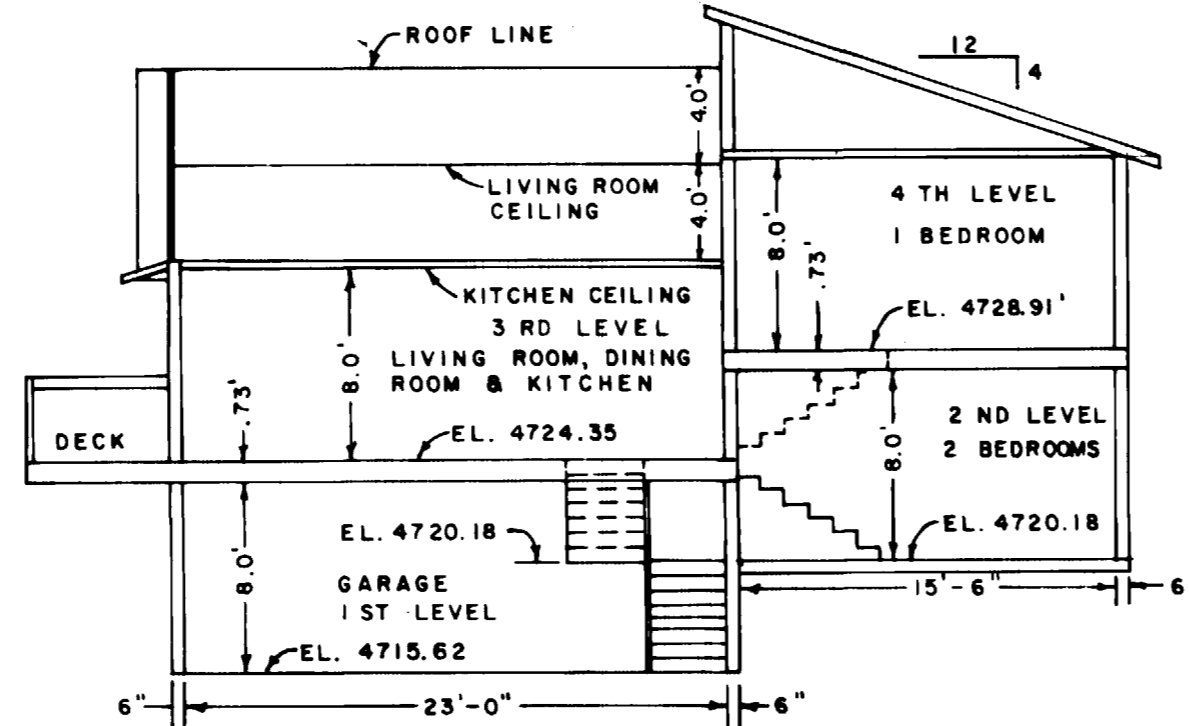 ROOF LINE
12
4
4.0'
LIVING ROOM
CEILING
4.0'
4 TH LEVEL
1 BEDROOM
8.0'
.73'
KITCHEN CEILING
EL. 4728.91'
3 RD LEVEL
LIVING ROOM, DINING
ROOM & KITCHEN
8.0'
.73'
DECK
EL. 4724.35
2 ND LEVEL
2 BEDROOMS
8.0'
EL. 4720.18
EL. 4720.18
8.0'
GARAGE
1 ST LEVEL
15'-6"
6
EL. 4715.62
6"
23'-0"
6"